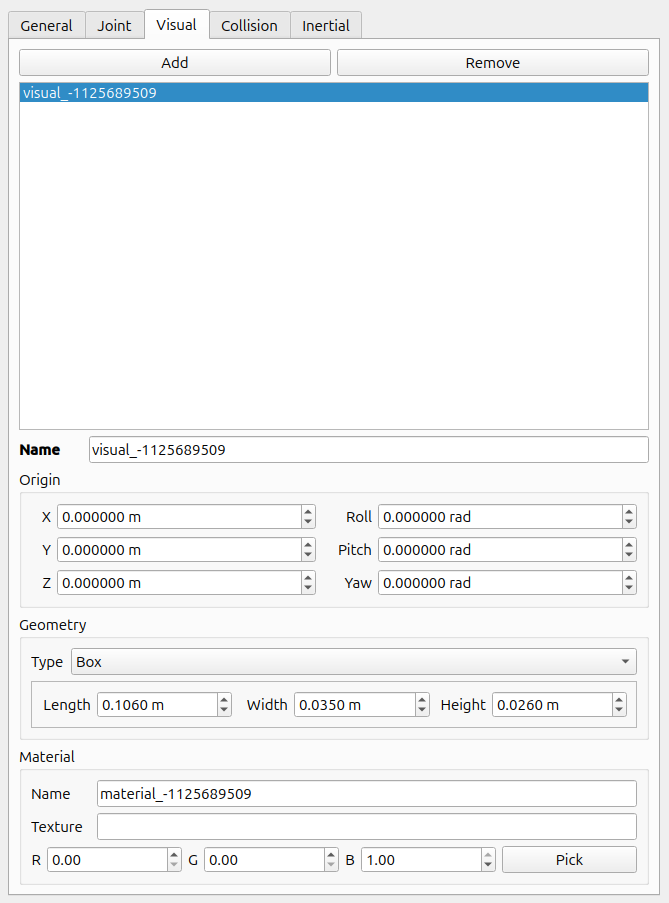 General Joint Visual Collision Inertial
Add Remove
visual_-1125689509
Name visual_-1125689509
Origin
X 0.000000 m Roll 0.000000 rad
Y 0.000000 m Pitch 0.000000 rad
Z 0.000000 m Yaw 0.000000 rad
Geometry
Type Box
Length 0.1060 m Width 0.0350 m Height 0.0260 m
Material
Name material_-1125689509
Texture
R 0.00 G 0.00 B 1.00 Pick